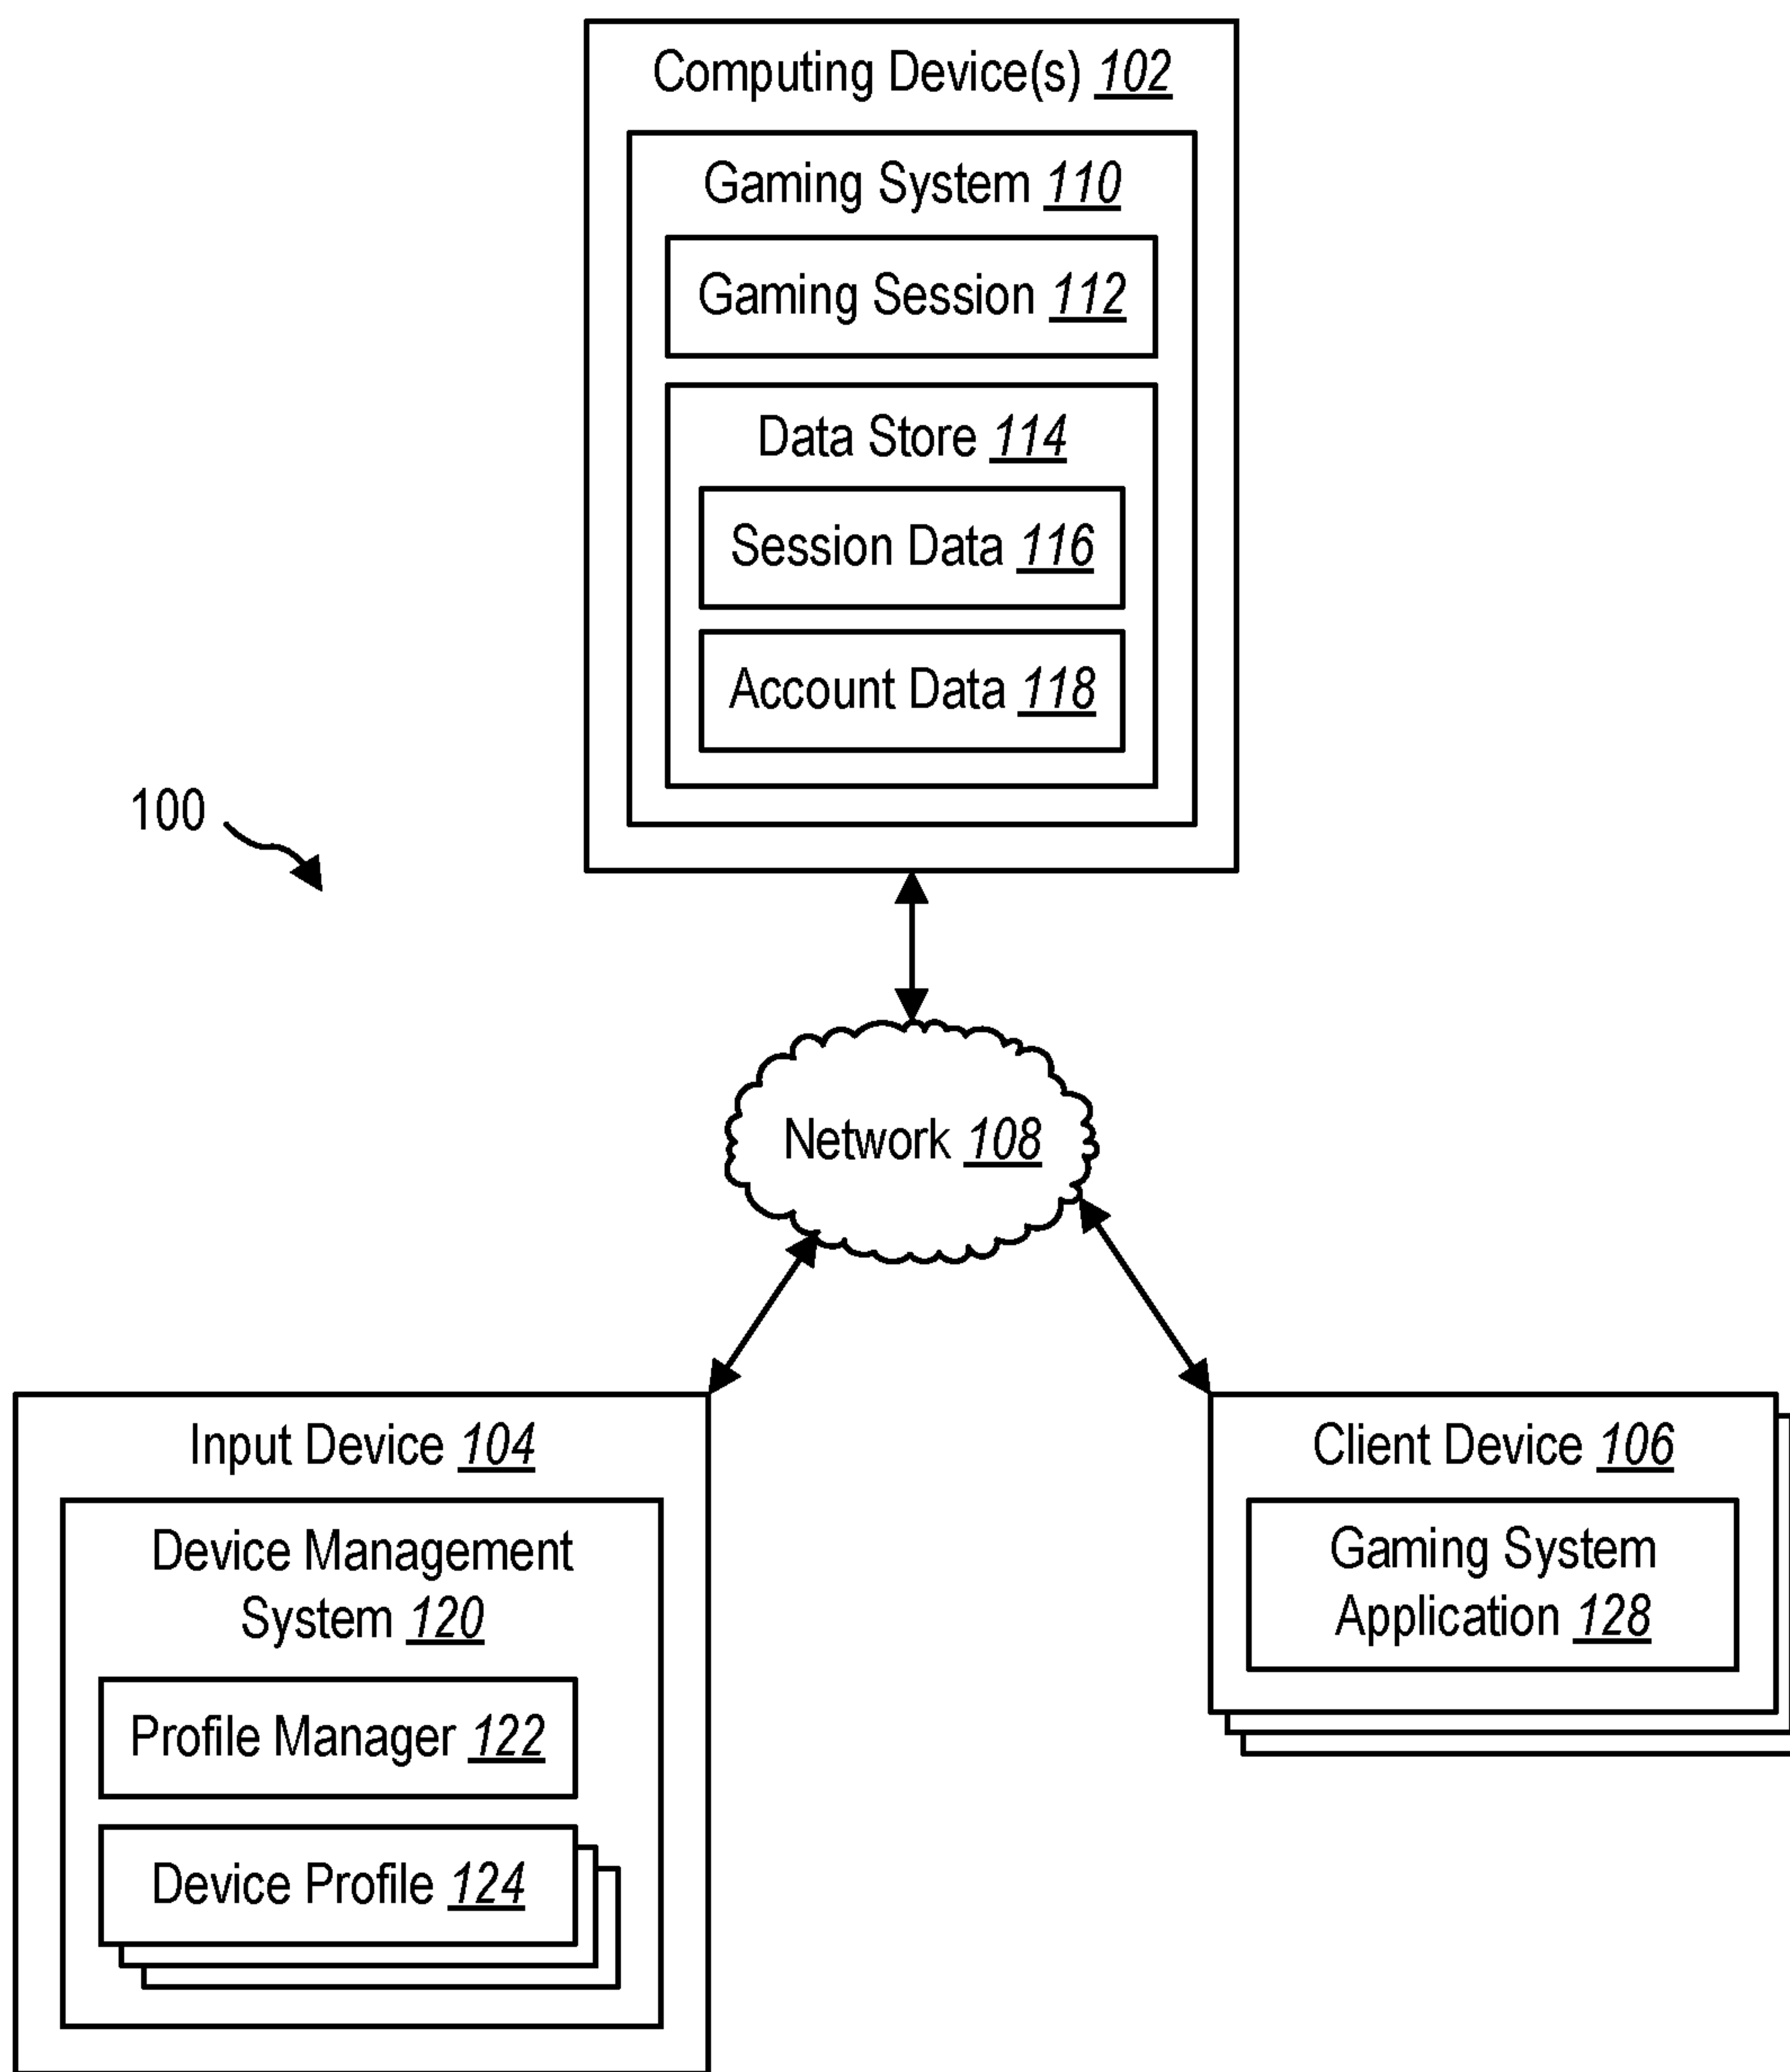 Computing Device(s) 102
Gaming System 110
Gaming Session 112
Data Store 114
Session Data 116
Account Data 118
100
Network 108
Input Device 104
Device Management
System 120
Profile Manager 122
Device Profile 124
Client Device 106
Gaming System
Application 128